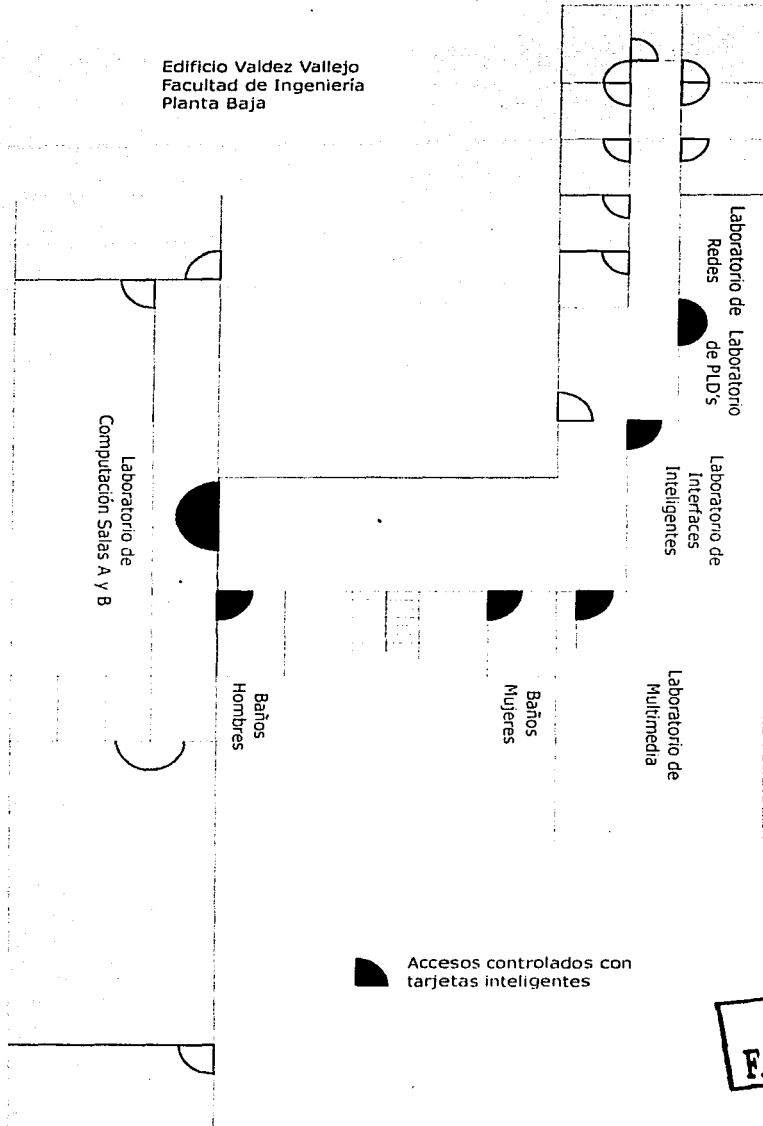 Edificio Valdez Vallejo
Facultad de Ingeniería
Planta Baja
Laboratorio de
Redes
Laboratorio
de PLD's
Laboratorio de
Interfaces
Inteligentes
Laboratorio de
Computación Salas A y B
Baños
Hombres
Baños
Mujeres
Laboratorio de
Multimedia
Accesos controlados con
tarjetas inteligentes